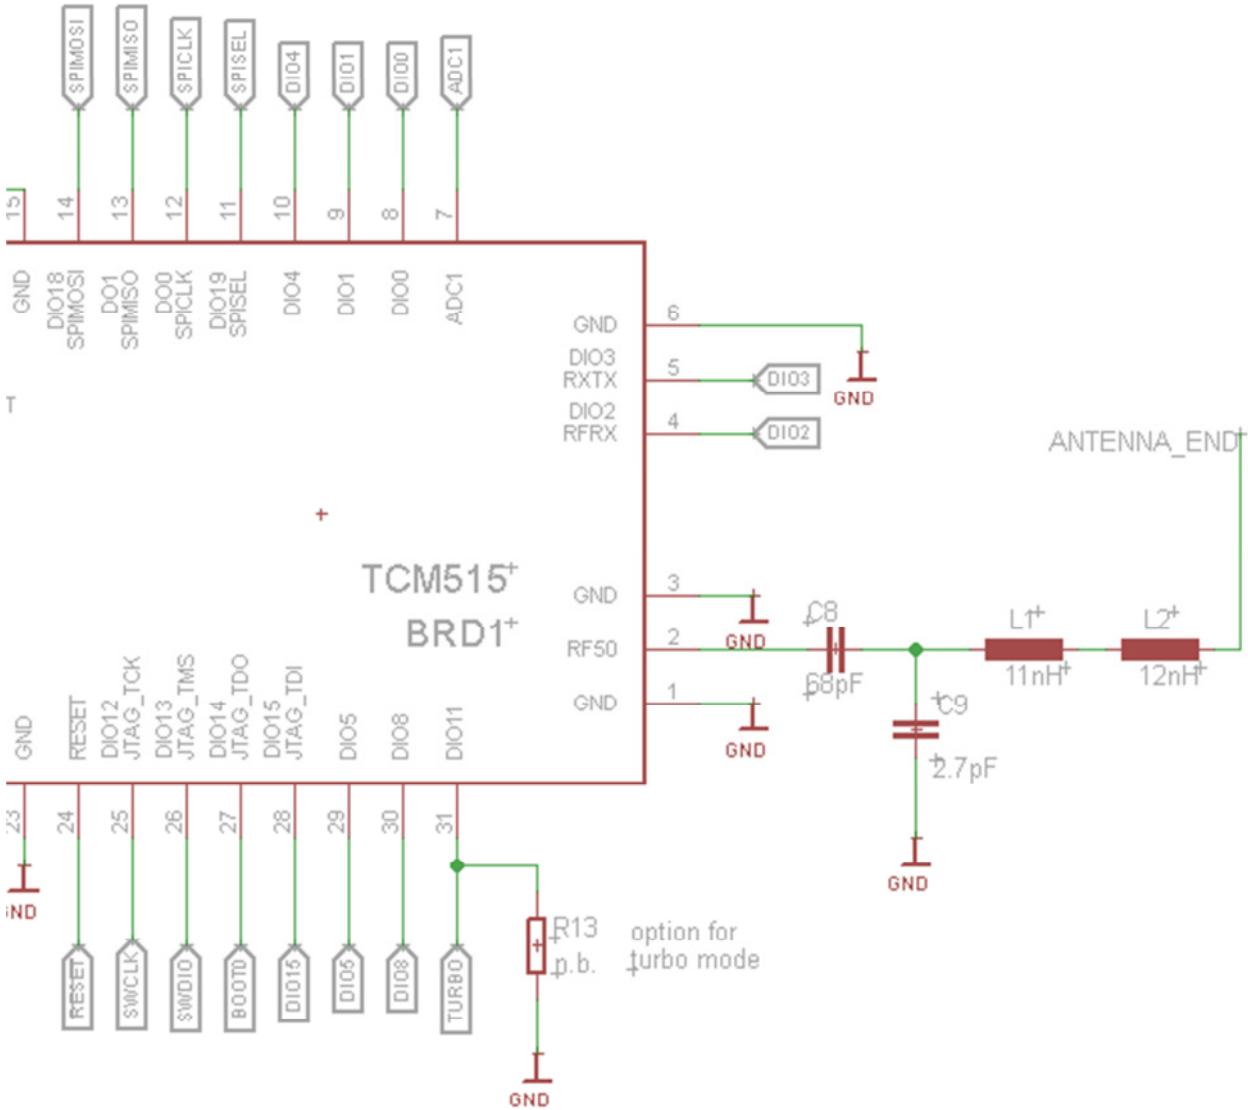 SPIMOSI
SPIMISO
SPICLK
SPISEL
DIO4
DIO1
DIO0
ADC1
15
14
13
12
11
10
9
8
7
GND
DIO18
SPIMOSI
DO1
SPIMISO
DO0
SPICLK
DIO19
SPISEL
DIO4
DIO1
DIO0
ADC1
GND
6
DIO3
RXTX
5
DIO3
GND
DIO2
RFRX
4
DIO2
T
ANTENNA_END
TCM515
BRD1
GND
3
GND
RF50
2
C8
68pF
L1
11nH
L2
12nH
GND
1
GND
C9
2.7pF
GND
GND
RESET
DIO12
JTAG_TCK
DIO13
JTAG_TMS
DIO14
JTAG_TDO
DIO15
JTAG_TDI
DIO5
DIO8
DIO11
23
24
25
26
27
28
29
30
31
GND
R13
p.b.
option for
turbo mode
RESET
SWCLK
SWDIO
BOOT0
DIO15
DIO5
DIO8
TURBO
GND